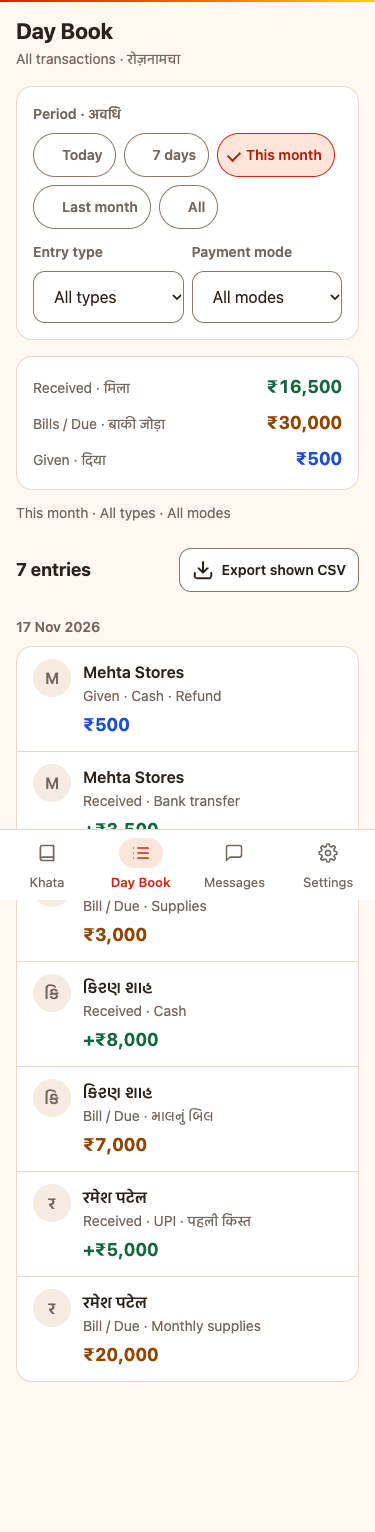 Day Book
All transactions · रोज़नामचा
Period · अवधि
Today
7 days
This month
Last month
All
Entry type
Payment mode
All types
All modes
Received · मिला
₹16,500
Bills / Due · बाकी जोड़ा
₹30,000
Given · दिया
₹500
This month · All types · All modes
7 entries
Export shown CSV
17 Nov 2026
M
Mehta Stores
Given · Cash · Refund
₹500
M
Mehta Stores
Received · Bank transfer
+₹3,500
Khata
Day Book
Messages
Settings
Bill / Due · Supplies
₹3,000
કિ
કિરણ શાહ
Received · Cash
+₹8,000
કિ
કિરણ શાહ
Bill / Due · માલનું બિલ
₹7,000
ર
રમેશ પટેલ
Received · UPI · पहली किस्त
+₹5,000
ર
રમેશ પટેલ
Bill / Due · Monthly supplies
₹20,000